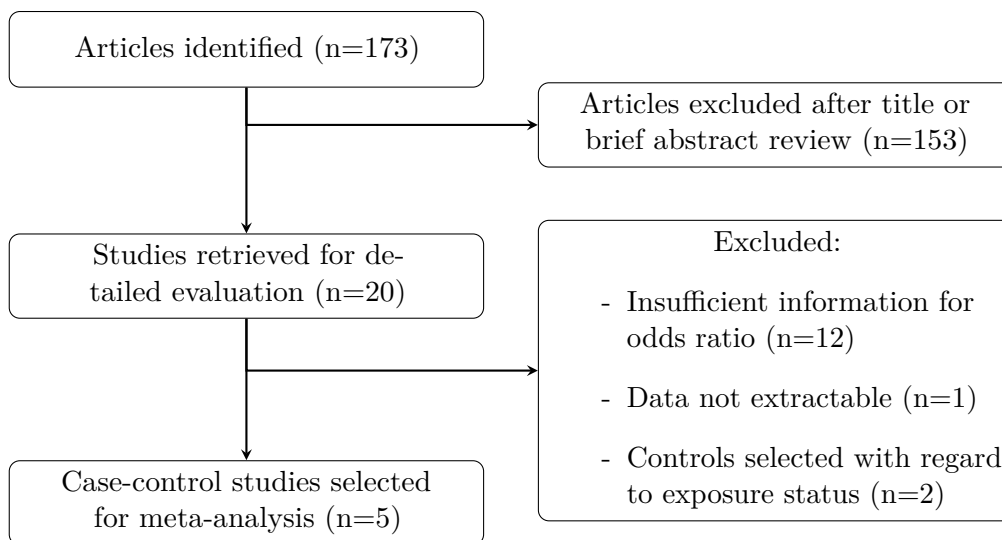 Articles identified (n=173)
Articles excluded after title or
brief abstract review (n=153)
Studies retrieved for de-
tailed evaluation (n=20)
Excluded:
- Insufficient information for
odds ratio (n=12)
- Data not extractable (n=1)
- Controls selected with regard
to exposure status (n=2)
Case-control studies selected
for meta-analysis (n=5)